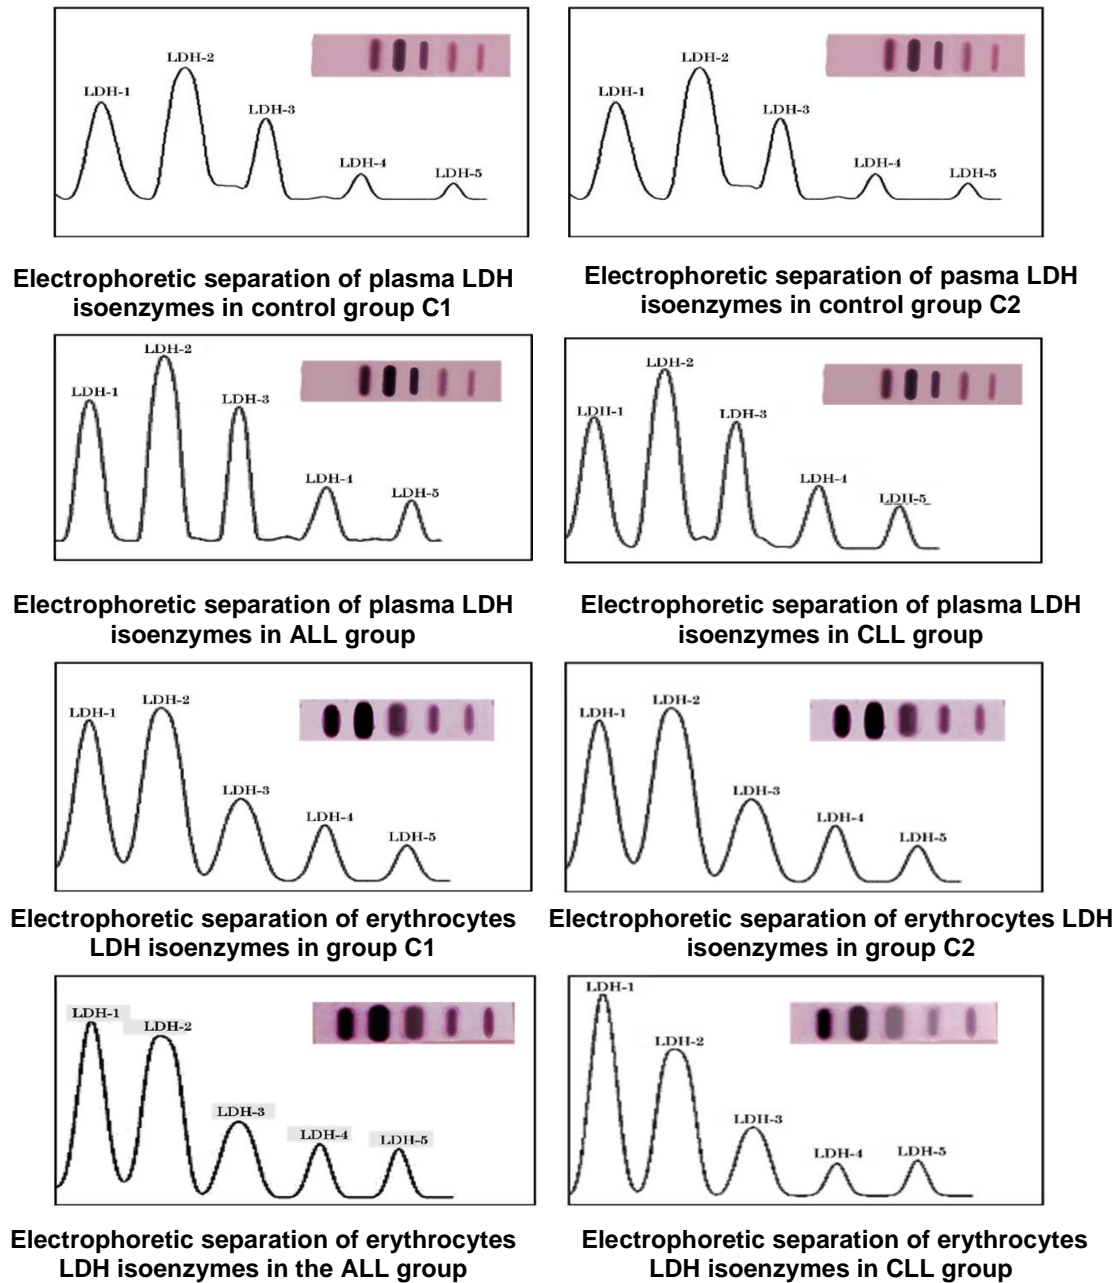 LDH-1
LDH-2
LDH-3
LDH-4
LDH-5
LDH-1
LDH-2
LDH-3
LDH-4
LDH-5
Electrophoretic separation of plasma LDH
isoenzymes in control group C1
Electrophoretic separation of pasma LDH
isoenzymes in control group C2
LDH-1
LDH-2
LDH-3
LDH-4
LDH-5
LDH-1
LDH-2
LDH-3
LDH-4
LDH-5
Electrophoretic separation of plasma LDH
isoenzymes in ALL group
Electrophoretic separation of plasma LDH
isoenzymes in CLL group
LDH-1
LDH-2
LDH-3
LDH-4
LDH-5
LDH-1
LDH-2
LDH-3
LDH-4
LDH-5
Electrophoretic separation of erythrocytes
LDH isoenzymes in group C1
Electrophoretic separation of erythrocytes LDH
isoenzymes in group C2
LDH-1
LDH-2
LDH-3
LDH-4
LDH-5
LDH-1
LDH-2
LDH-3
LDH-4
LDH-5
Electrophoretic separation of erythrocytes
LDH isoenzymes in the ALL group
Electrophoretic separation of erythrocytes
LDH isoenzymes in CLL group